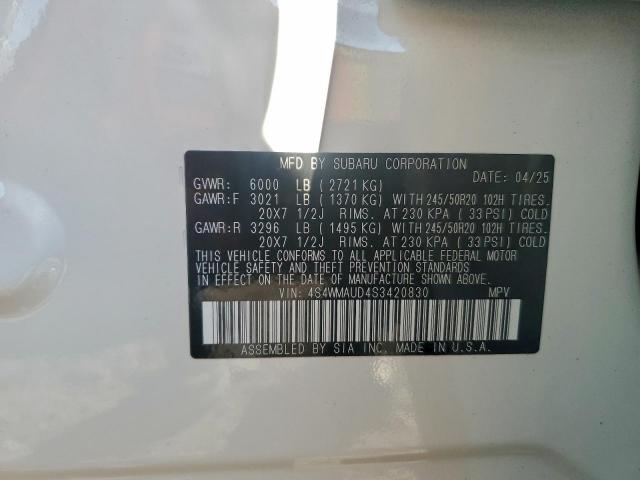 MFD BY SUBARU CORPORATION 04/25
GVWR: 6000 LB ( 2721 KG)
GAWR:F 3021 LB ( 1370 KG) WITH 245/50R20 102H TIRES.
20X7 1/2J RIMS. AT 230 KPA ( 33 PSI) COLD
GAWR:R 3296 LB ( 1495 KG) WITH 245/50R20 102H TIRES.
20X7 1/2J RIMS. AT 230 KPA ( 33 PSI) COLD
THIS VEHICLE CONFORMS TO ALL APPLICABLE FEDERAL MOTOR
VEHICLE SAFETY AND THEFT PREVENTION STANDARDS
IN EFFECT ON THE DATE OF MANUFACTURE SHOWN ABOVE.
VIN: 4S4WMAUD4S3420830 MPV
ASSEMBLED BY SIA INC. MADE IN U.S.A.